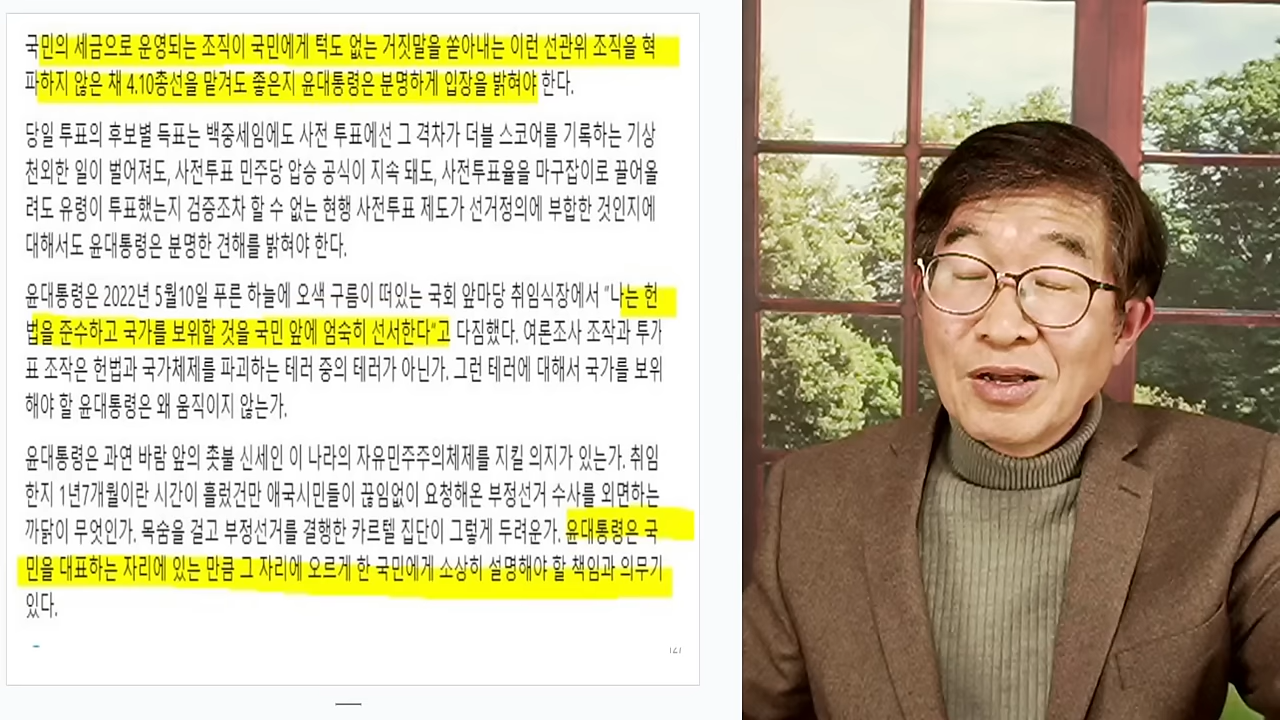 국민의 세금으로 운영되는 조직이 국민에게 턱도 없는 거짓말을 쏟아내는 이런 선관위 조직을 혁
파하지 않은 채 4.10총선을 맡겨도 좋은지 윤대통령은 분명하게 입장을 밝혀야 한다.
당일 투표의 후보별 득표는 백중세임에도 사전 투표에선 그 격차가 더블 스코어를 기록하는 기상
천외한 일이 벌어져도, 사전투표 민주당 압승 공식이 지속 돼도, 사전투표율을 마구잡이로 끌어올
려도 유령이 투표했는지 검증조차 할 수 없는 현행 사전투표 제도가 선거정의에 부합한 것인지에
대해서도 윤대통령은 분명한 견해를 밝혀야 한다.
윤대통령은 2022년 5월10일 푸른 하늘에 오색 구름이 떠있는 국회 앞마당 취임식장에서 "나는 헌
법을 준수하고 국가를 보위할 것을 국민 앞에 엄숙히 선서한다"고 다짐했다. 여론조사 조작과 투가
표 조작은 헌법과 국가체제를 파괴하는 테러 중의 테러가 아닌가. 그런 테러에 대해서 국가를 보위
해야 할 윤대통령은 왜 움직이지 않는가.
윤대통령은 과연 바람 앞의 촛불 신세인 이 나라의 자유민주주의체제를 지킬 의지가 있는가. 취임
한지 1년7개월이란 시간이 흘렀건만 애국시민들이 끊임없이 요청해온 부정선거 수사를 외면하는
까닭이 무엇인가. 목숨을 걸고 부정선거를 결행한 카르텔 집단이 그렇게 두려운가. 윤대통령은 국
민을 대표하는 자리에 있는 만큼 그 자리에 오르게 한 국민에게 소상히 설명해야 할 책임과 의무가
있다.